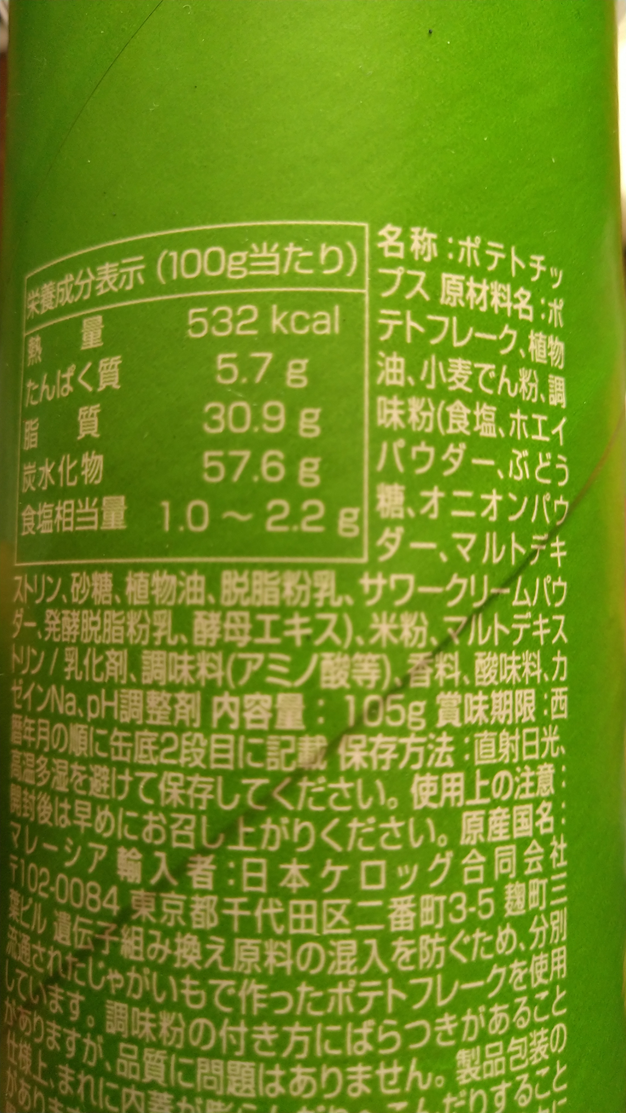 栄養成分表示 (100g当たり)
熱量 532 kcal
たんぱく質 5.7 g
脂質 30.9 g
炭水化物 57.6 g
食塩相当量 1.0 ~ 2.2 g
名称:ポテトチッ
プス 原材料名:ポ
テトフレーク、植物
油、小麦でん粉、調
味粉(食塩、ホエイ
パウダー、ぶどう
糖、オニオンパウ
ダー、マルトデキ
ストリン、砂糖、植物油、脱脂粉乳、サワークリームパウ
ダー、発酵脱脂粉乳、酵母エキス)、米粉、マルトデキス
トリン / 乳化剤、調味料(アミノ酸等)、香料、酸味料、カ
ゼインNa、pH調整剤 内容量:105g 賞味期限:西
暦年月の順に缶底2段目に記載 保存方法:直射日光、
高温多湿を避けて保存してください。使用上の注意:
開封後は早めにお召し上がりください。原産国名:
マレーシア 輸入者:日本ケロッグ合同会社
〒102-0084 東京都千代田区二番町3-5 麹町三
葉ビル 遺伝子組み換え原料の混入を防ぐため、分別
流通されたじゃがいもで作ったポテトフレークを使用
しています。調味粉の付き方にばらつきがあること
がありますが、品質に問題はありません。製品包装の
仕様上、まれに内蓋が膨らんだり、へこんだりすること